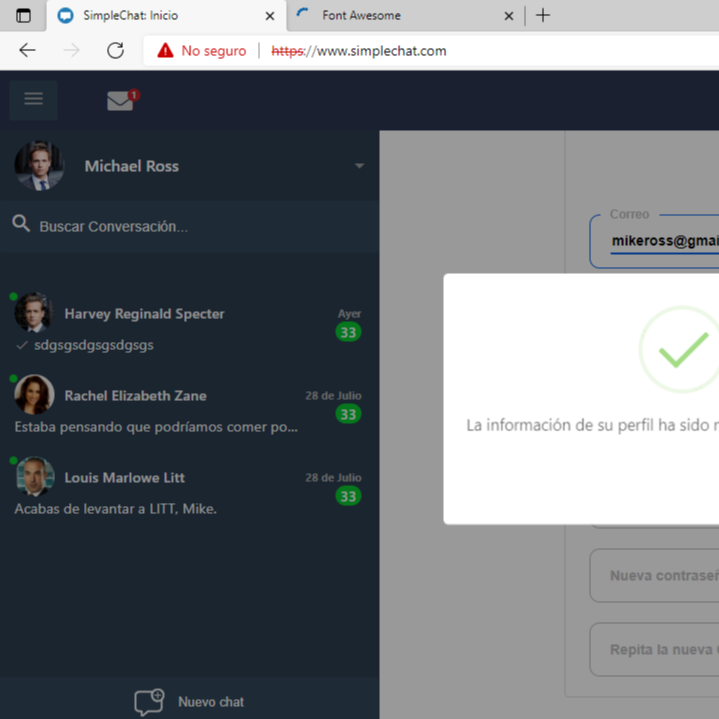 SimpleChat: Inicio
Font Awesome
No seguro
https://www.simplechat.com
1
Michael Ross
Buscar Conversación...
Harvey Reginald Specter
Ayer
33
sdgsgsdgsgsdgsgs
Rachel Elizabeth Zane
28 de Julio
33
Estaba pensando que podríamos comer po...
Louis Marlowe Litt
28 de Julio
33
Acabas de levantar a LITT, Mike.
Nuevo chat
Correo
mikeross@gmai
La información de su perfil ha sido
Nueva contraseñ
Repita la nueva